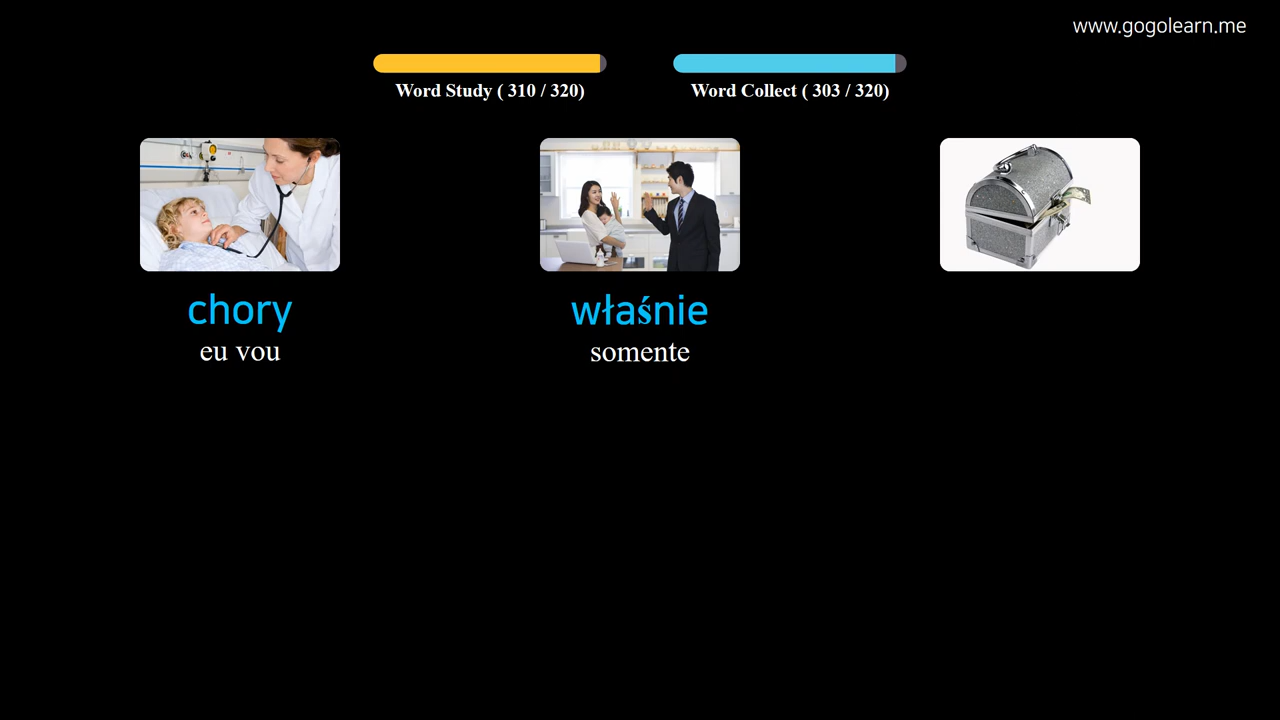 www.gogolearn.me
Word Study ( 310 / 320)
Word Collect ( 303 / 320)
chory
właśnie
eu vou
somente